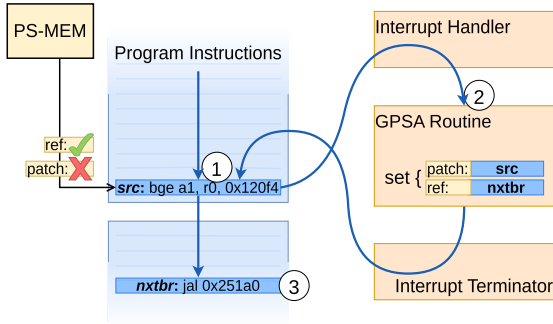 PS-MEM
Program Instructions
ref:
patch:
1
src: bge a1, r0, 0x120f4
nxtbr: jal 0x251a0
3
Interrupt Handler
2
GPSA Routine
set {
patch: src
ref: nxtbr
Interrupt Terminator